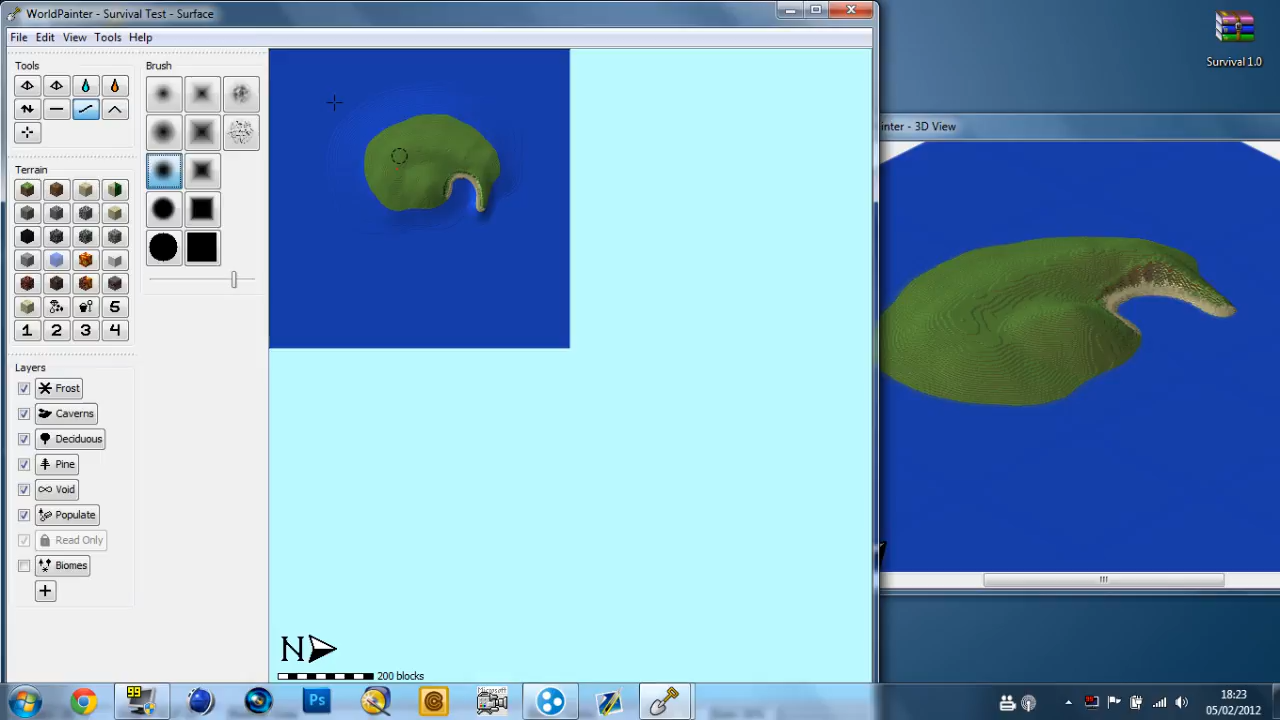 WorldPainter - Survival Test - Surface
File Edit View Tools Help
Tools
Brush
Terrain
5
1 2 3 4
Layers
Frost
Caverns
Deciduous
Pine
Void
Populate
Read Only
Biomes
N
200 blocks
Survival 1.0
inter - 3D View
99
Ps
18:23
05/02/2012